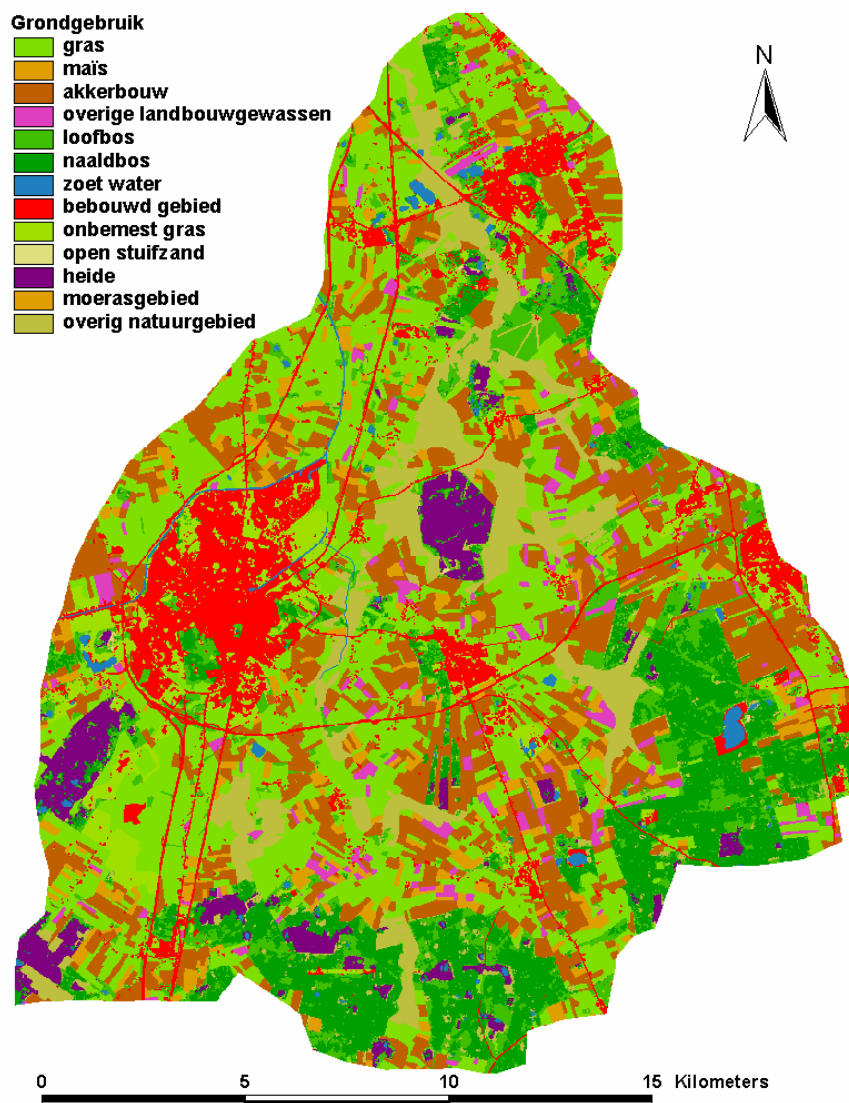 Grondgebruik
gras
maïs
akkerbouw
overige landbouwgewassen
loofbos
naaldbos
zoet water
bebouwd gebied
onbemest gras
open stuifzand
heide
moerasgebied
overig natuurgebied
N
0 5 10 15 Kilometers